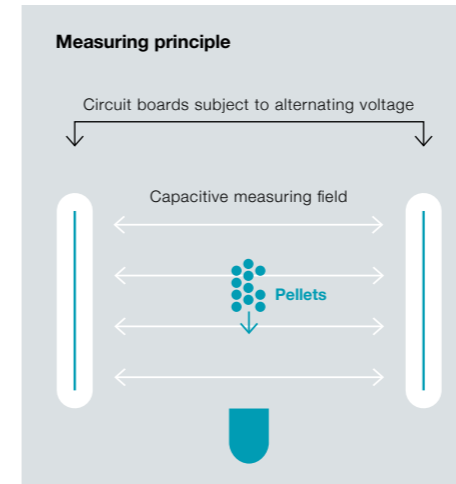 Measuring principle
Circuit boards subject to alternating voltage
Capacitive measuring field
Pellets